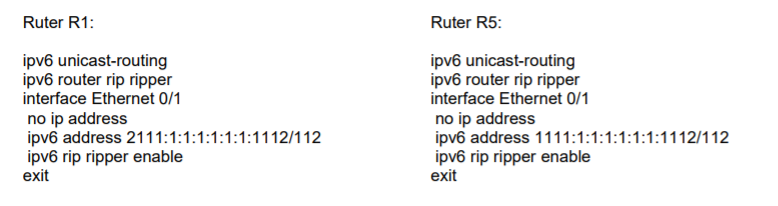 Ruter R1:
ipv6 unicast-routing
ipv6 router rip ripper
interface Ethernet 0/1
no ip address
ipv6 address 2111:1:1:1:1:1:1:1112/112
ipv6 rip ripper enable
exit
Ruter R5:
ipv6 unicast-routing
ipv6 router rip ripper
interface Ethernet 0/1
no ip address
ipv6 address 1111:1:1:1:1:1:1:1112/112
ipv6 rip ripper enable
exit